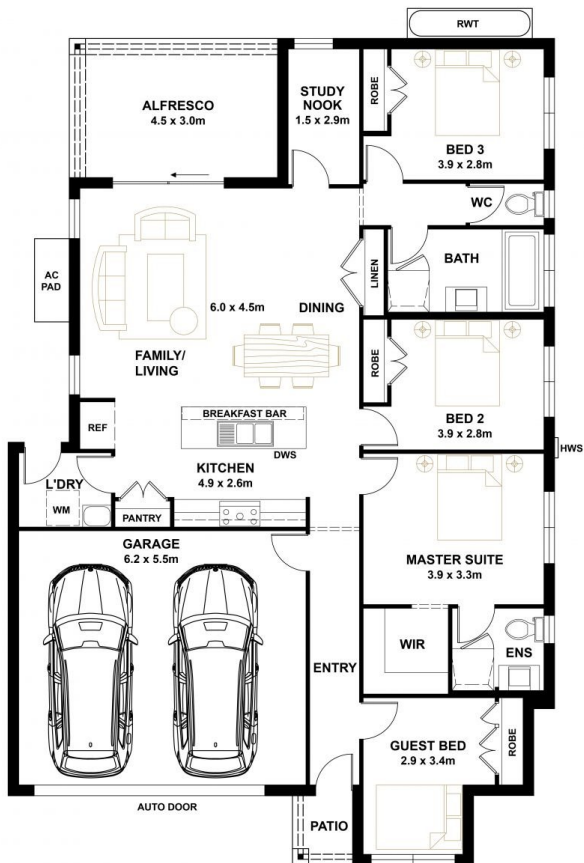 RWT
ALFRESCO
4.5 x 3.0m
STUDY
NOOK
1.5 x 2.9m
ROBE
BED 3
3.9 x 2.8m
WC
AC
PAD
LINEN
BATH
6.0 x 4.5m
DINING
FAMILY/
LIVING
ROBE
BED 2
3.9 x 2.8m
REF
BREAKFAST BAR
DWS
HWS
KITCHEN
4.9 x 2.6m
L'DRY
WM
PANTRY
GARAGE
6.2 x 5.5m
MASTER SUITE
3.9 x 3.3m
WIR
ENS
ENTRY
GUEST BED
2.9 x 3.4m
ROBE
AUTO DOOR
PATIO